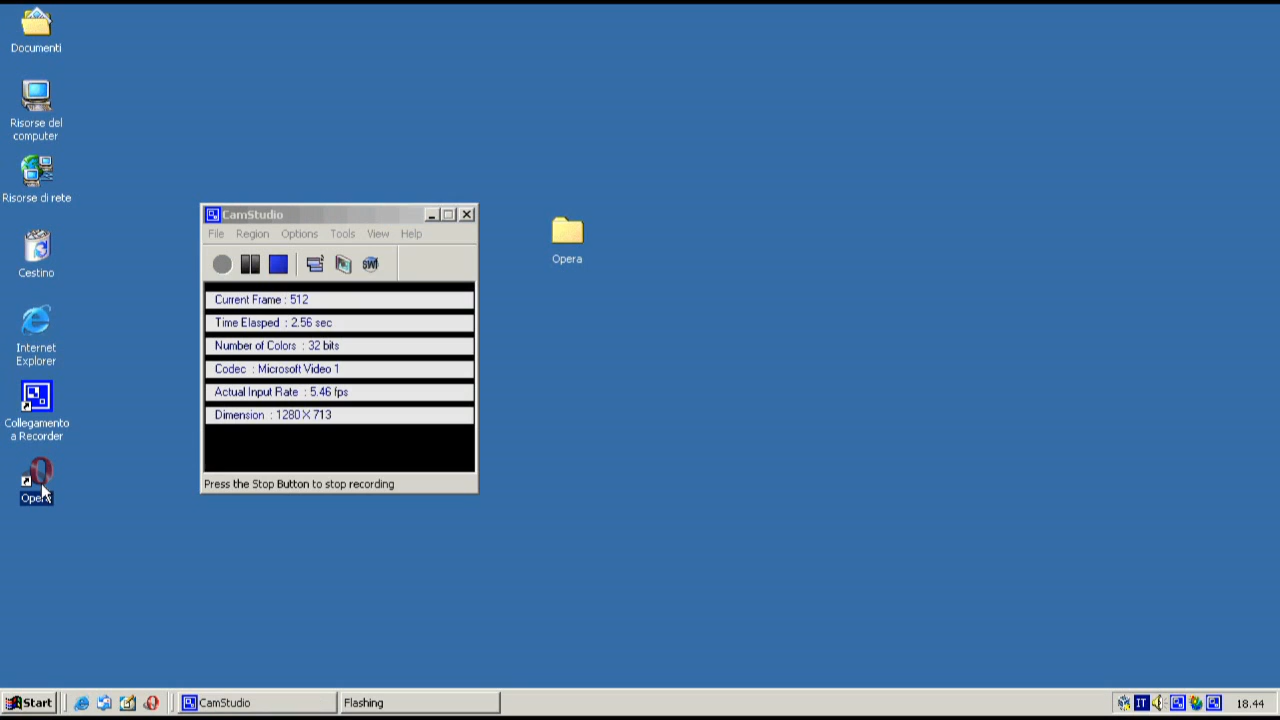 Documenti
Risorse del
computer
Risorse di rete
Cestino
Internet
Explorer
Collegamento
a Recorder
Opera
CamStudio
File Region Options Tools View Help
SWF
Current Frame : 512
Time Elasped : 2.56 sec
Number of Colors : 32 bits
Codec : Microsoft Video 1
Actual Input Rate : 5.46 fps
Dimension : 1280 X 713
Press the Stop Button to stop recording
Opera
Start
CamStudio
Flashing
IT
18.44